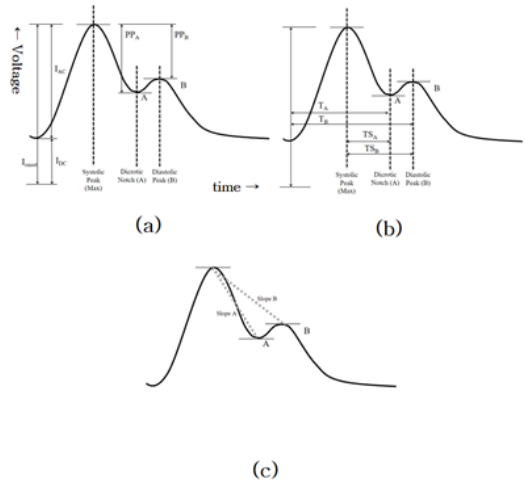 ← Voltage
I_AC
PP_A
PP_B
A
B
I_DC
Systolic
Peak
(Max)
Dicrotic
Notch (A)
Diastolic
Peak (B)
time →
(a)
A
B
T_A
T_B
TS_A
TS_B
Systolic
Peak
(Max)
Dicrotic
Notch (A)
Diastolic
Peak (B)
(b)
Slope A
Slope B
A
B
(c)